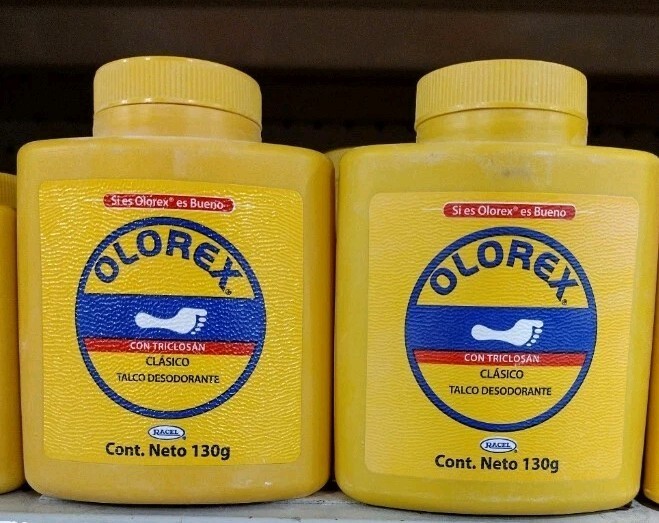 Si es Olorex® es Bueno
OLOREX®
CON TRICLOSAN
CLÁSICO
TALCO DESODORANTE
RACEL
Cont. Neto 130g
Si es Olorex® es Bueno
OLOREX®
CON TRICLOSAN
CLÁSICO
TALCO DESODORANTE
RACEL
Cont. Neto 130g